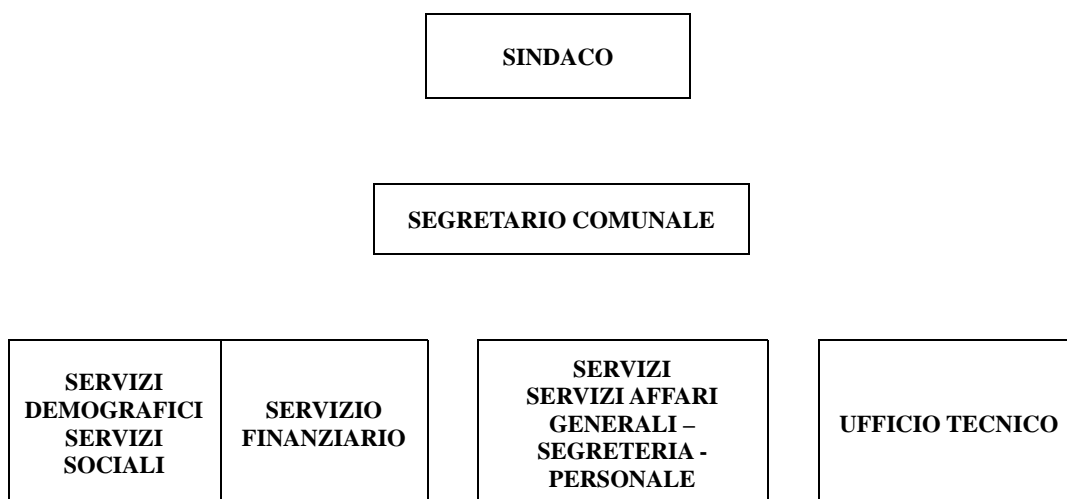 SINDACO
SEGRETARIO COMUNALE
SERVIZI
DEMOGRAFICI
SERVIZI
SOCIALI
SERVIZIO
FINANZIARIO
SERVIZI
SERVIZI AFFARI
GENERALI –
SEGRETERIA -
PERSONALE
UFFICIO TECNICO